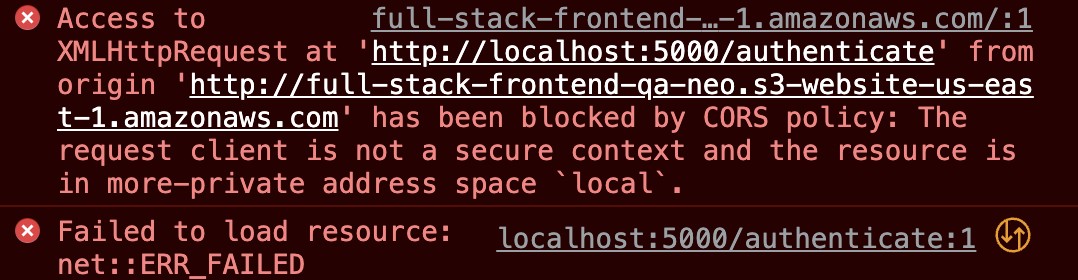 Access to full-stack-frontend-…-1.amazonaws.com/:1
XMLHttpRequest at 'http://localhost:5000/authenticate' from
origin 'http://full-stack-frontend-qa-neo.s3-website-us-eas
t-1.amazonaws.com' has been blocked by CORS policy: The
request client is not a secure context and the resource is
in more-private address space `local`.
Failed to load resource: localhost:5000/authenticate:1
net::ERR_FAILED